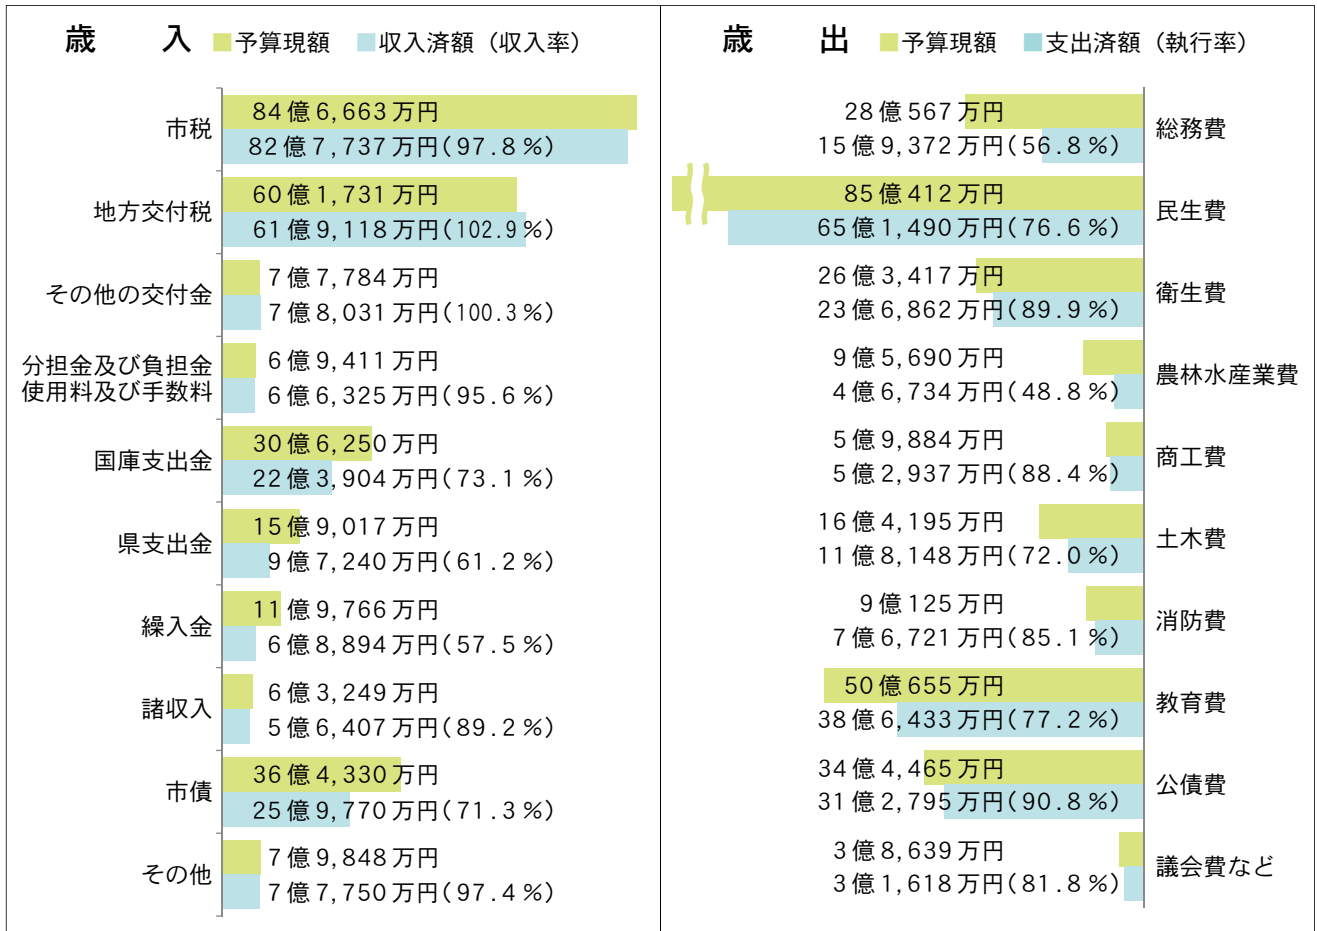 歳　入 予算現額 収入済額（収入率）
市税
84億6,663万円
82億7,737万円(97.8％)
地方交付税
60億1,731万円
61億9,118万円(102.9％)
その他の交付金
7億7,784万円
7億8,031万円(100.3％)
分担金及び負担金
使用料及び手数料
6億9,411万円
6億6,325万円(95.6％)
国庫支出金
30億6,250万円
22億3,904万円(73.1％)
県支出金
15億9,017万円
9億7,240万円(61.2％)
繰入金
11億9,766万円
6億8,894万円(57.5％)
諸収入
6億3,249万円
5億6,407万円(89.2％)
市債
36億4,330万円
25億9,770万円(71.3％)
その他
7億9,848万円
7億7,750万円(97.4％)
歳　出 予算現額 支出済額（執行率）
28億567万円
15億9,372万円(56.8％)
総務費
85億412万円
65億1,490万円(76.6％)
民生費
26億3,417万円
23億6,862万円(89.9％)
衛生費
9億5,690万円
4億6,734万円(48.8％)
農林水産業費
5億9,884万円
5億2,937万円(88.4％)
商工費
16億4,195万円
11億8,148万円(72.0％)
土木費
9億125万円
7億6,721万円(85.1％)
消防費
50億655万円
38億6,433万円(77.2％)
教育費
34億4,465万円
31億2,795万円(90.8％)
公債費
3億8,639万円
3億1,618万円(81.8％)
議会費など